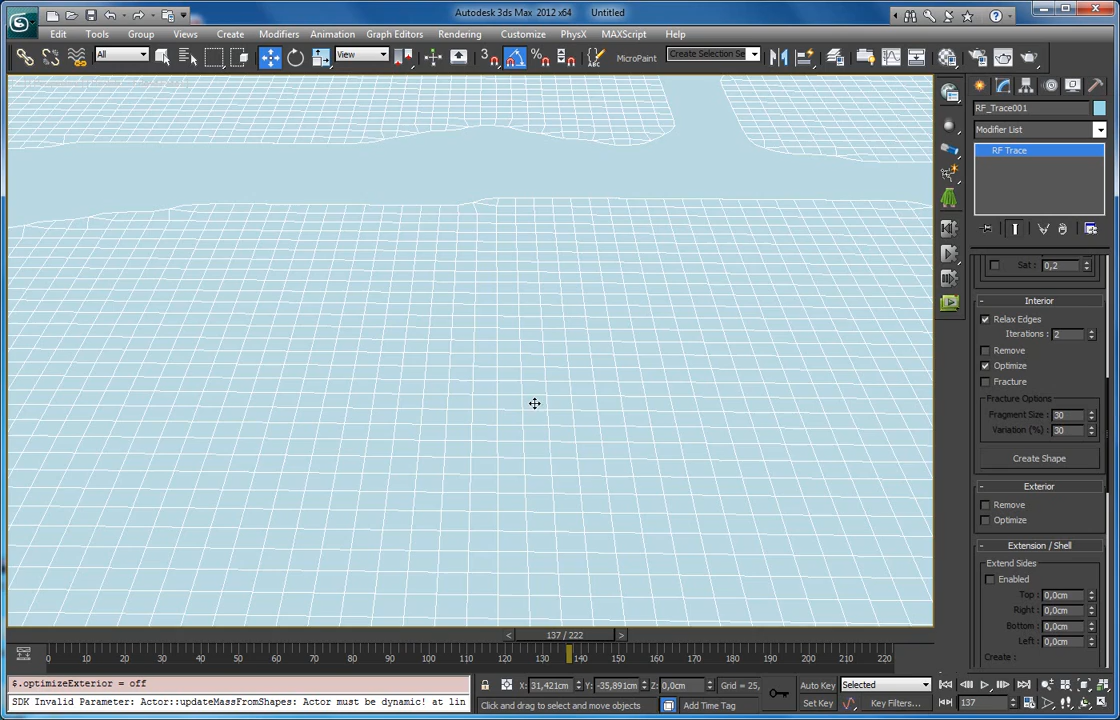 Autodesk 3ds Max 2012 x64 Untitled
Edit Tools Group Views Create Modifiers Animation Graph Editors Rendering Customize PhysX MAXScript Help
All View 3 % ABC MicroPaint Create Selection Se
RF_Trace001
Modifier List
RF Trace
Sat : 0,2
- Interior
Relax Edges
Iterations : 2
Remove
Optimize
Fracture
Fracture Options
Fragment Size : 30
Variation (%) : 30
Create Shape
- Exterior
Remove
Optimize
- Extension / Shell
Extend Sides
Enabled
Top : 0,0cm
Right : 0,0cm
Bottom : 0,0cm
Left : 0,0cm
Create :
< 137 / 222 >
0 10 20 30 40 50 60 70 80 90 100 110 120 130 140 150 160 170 180 190 200 210 220
$.optimizeExterior = off
SDK Invalid Parameter: Actor::updateMassFromShapes: Actor must be dynamic! at lin
X: 31,421cm Y: -35,891cm Z: 0,0cm Grid = 25,
Click and drag to select and move objects
Add Time Tag
Auto Key Selected
Set Key Key Filters...
137